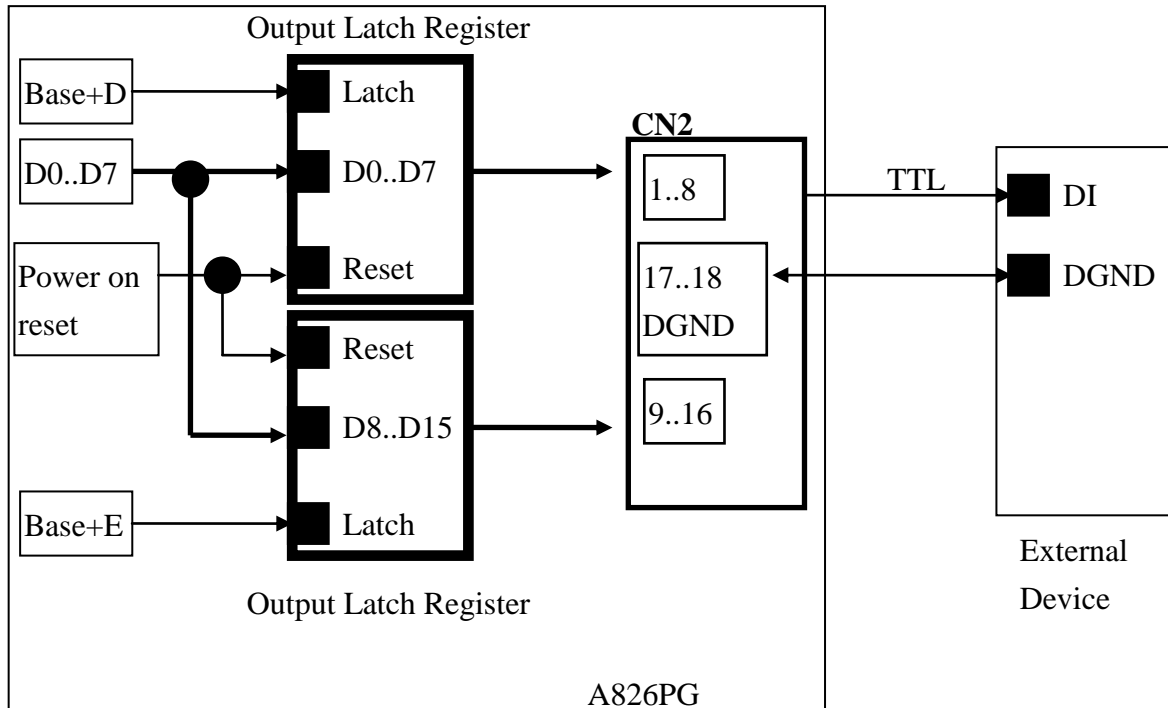 Output Latch Register
Base+D
Latch
CN2
D0..D7
D0..D7
1..8
TTL
DI
Power on
reset
Reset
17..18
DGND
DGND
Reset
D8..D15
9..16
Base+E
Latch
External
Device
Output Latch Register
A826PG